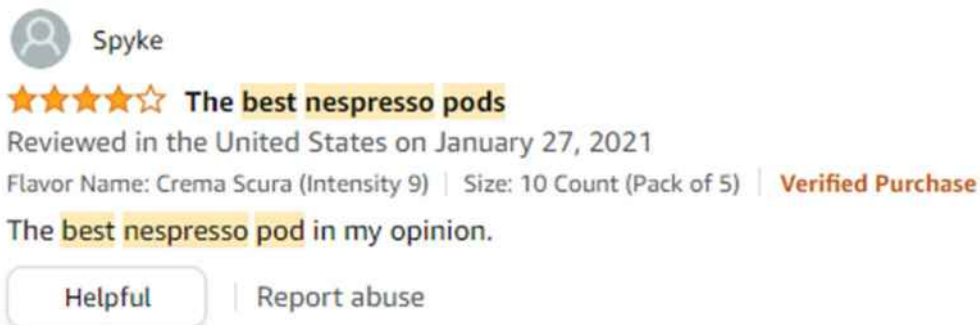 Spyke
The best nespresso pods
Reviewed in the United States on January 27, 2021
Flavor Name: Crema Scura (Intensity 9) | Size: 10 Count (Pack of 5) | Verified Purchase
The best nespresso pod in my opinion.
Helpful | Report abuse